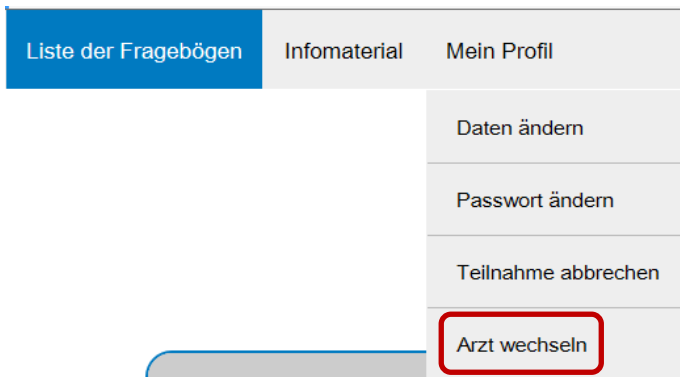 Liste der Fragebögen Infomaterial Mein Profil
Daten ändern
Passwort ändern
Teilnahme abbrechen
Arzt wechseln